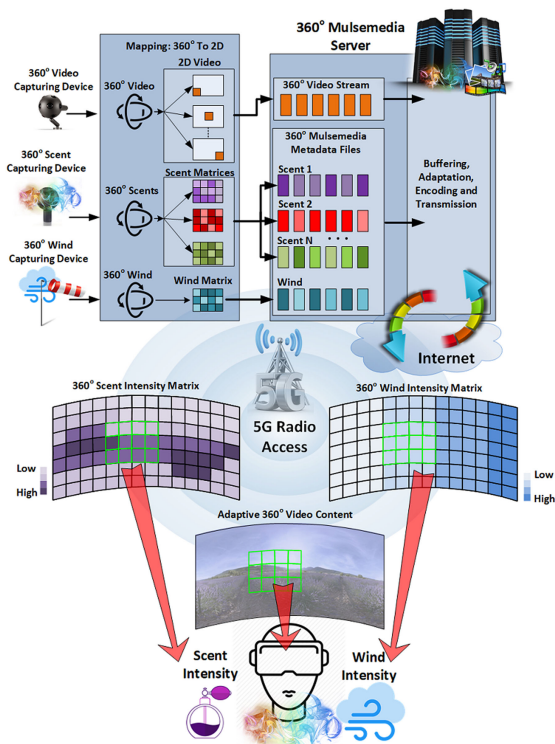 Mapping: 360° To 2D
2D Video
360° Mulsemedia
Server
360° Video
Capturing Device
360° Video
360° Video Stream
360° Mulsemedia
Metadata Files
360° Scent
Capturing Device
Scent Matrices
360° Scents
Scent 1
Scent 2
Scent N
Buffering,
Adaptation,
Encoding and
Transmission
360° Wind
Capturing Device
360° Wind
Wind Matrix
Wind
Internet
5G
5G Radio
Access
360° Scent Intensity Matrix
360° Wind Intensity Matrix
Low
High
Low
High
Adaptive 360° Video Content
Scent
Intensity
Wind
Intensity